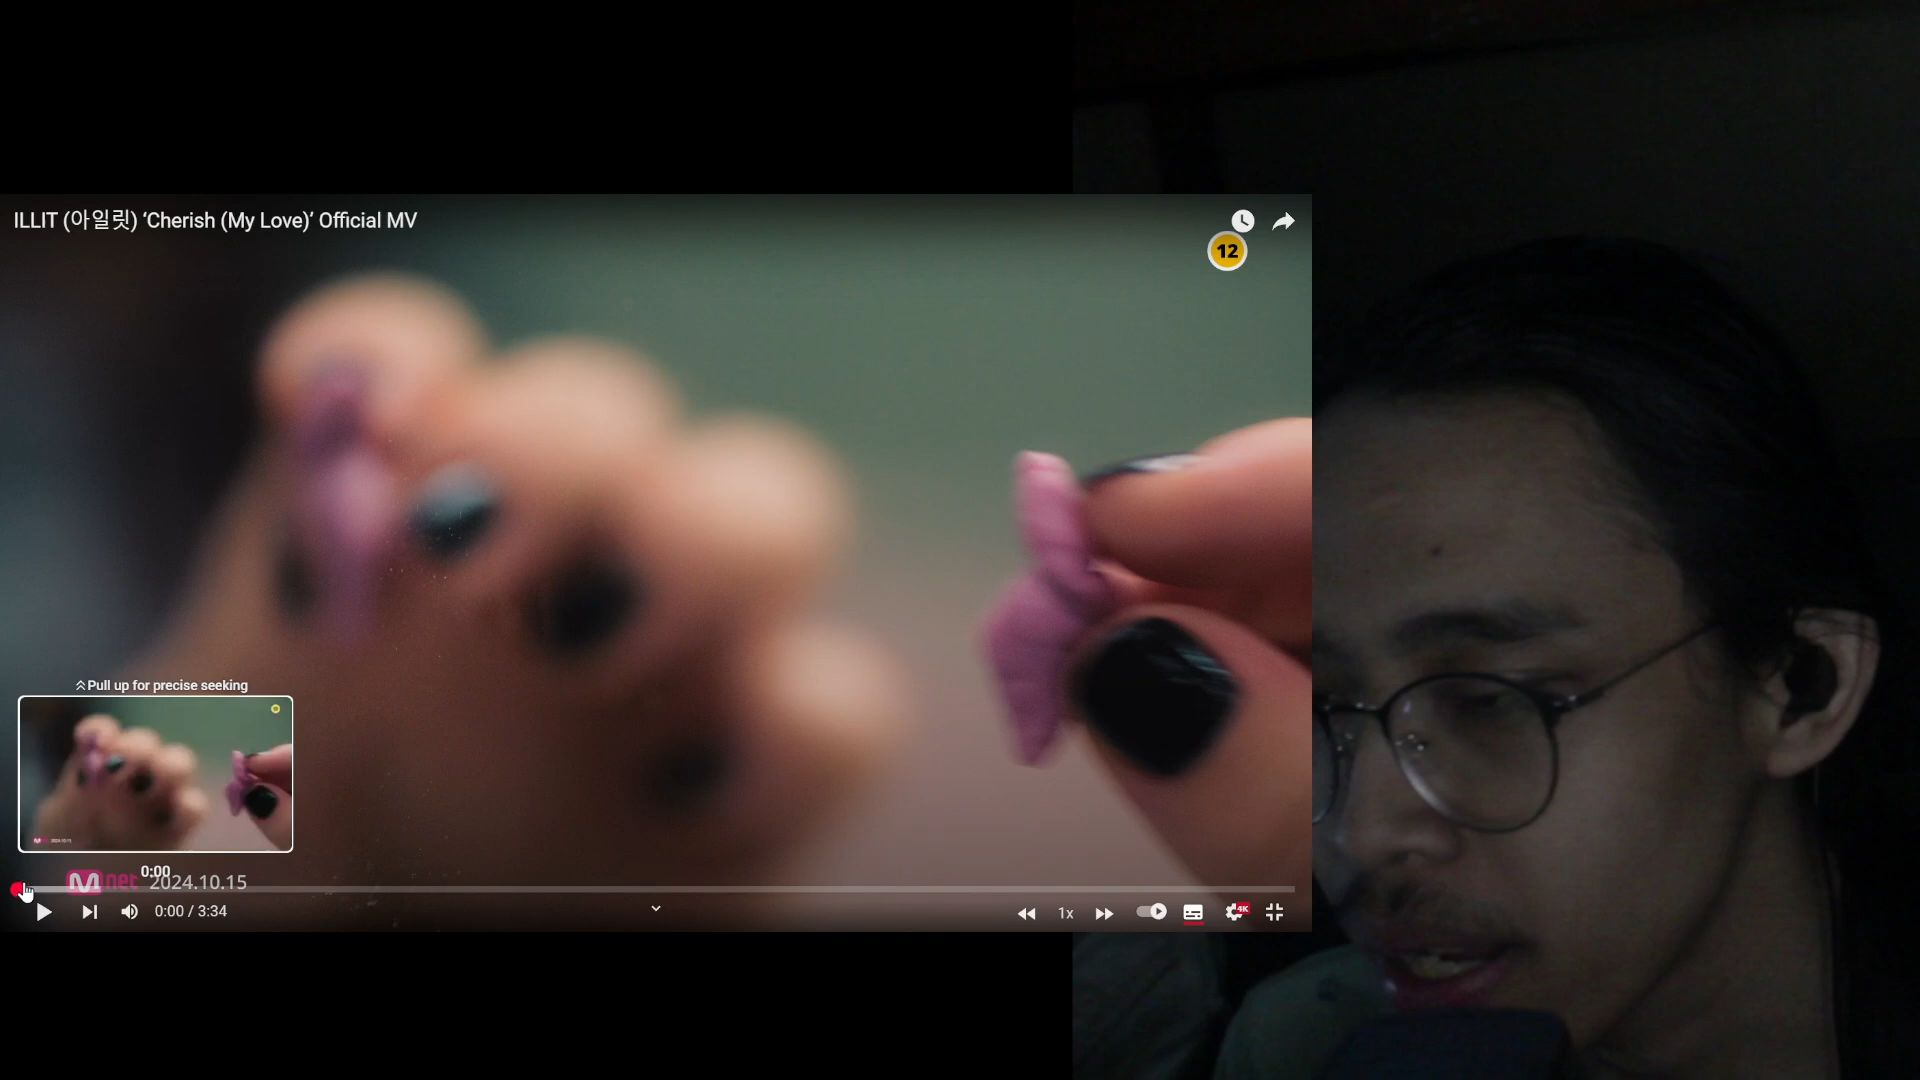 ILLIT (아일릿) ‘Cherish (My Love)’ Official MV
12
Pull up for precise seeking
0:00
Mnet 2024.10.15
0:00 / 3:34
1x
4K